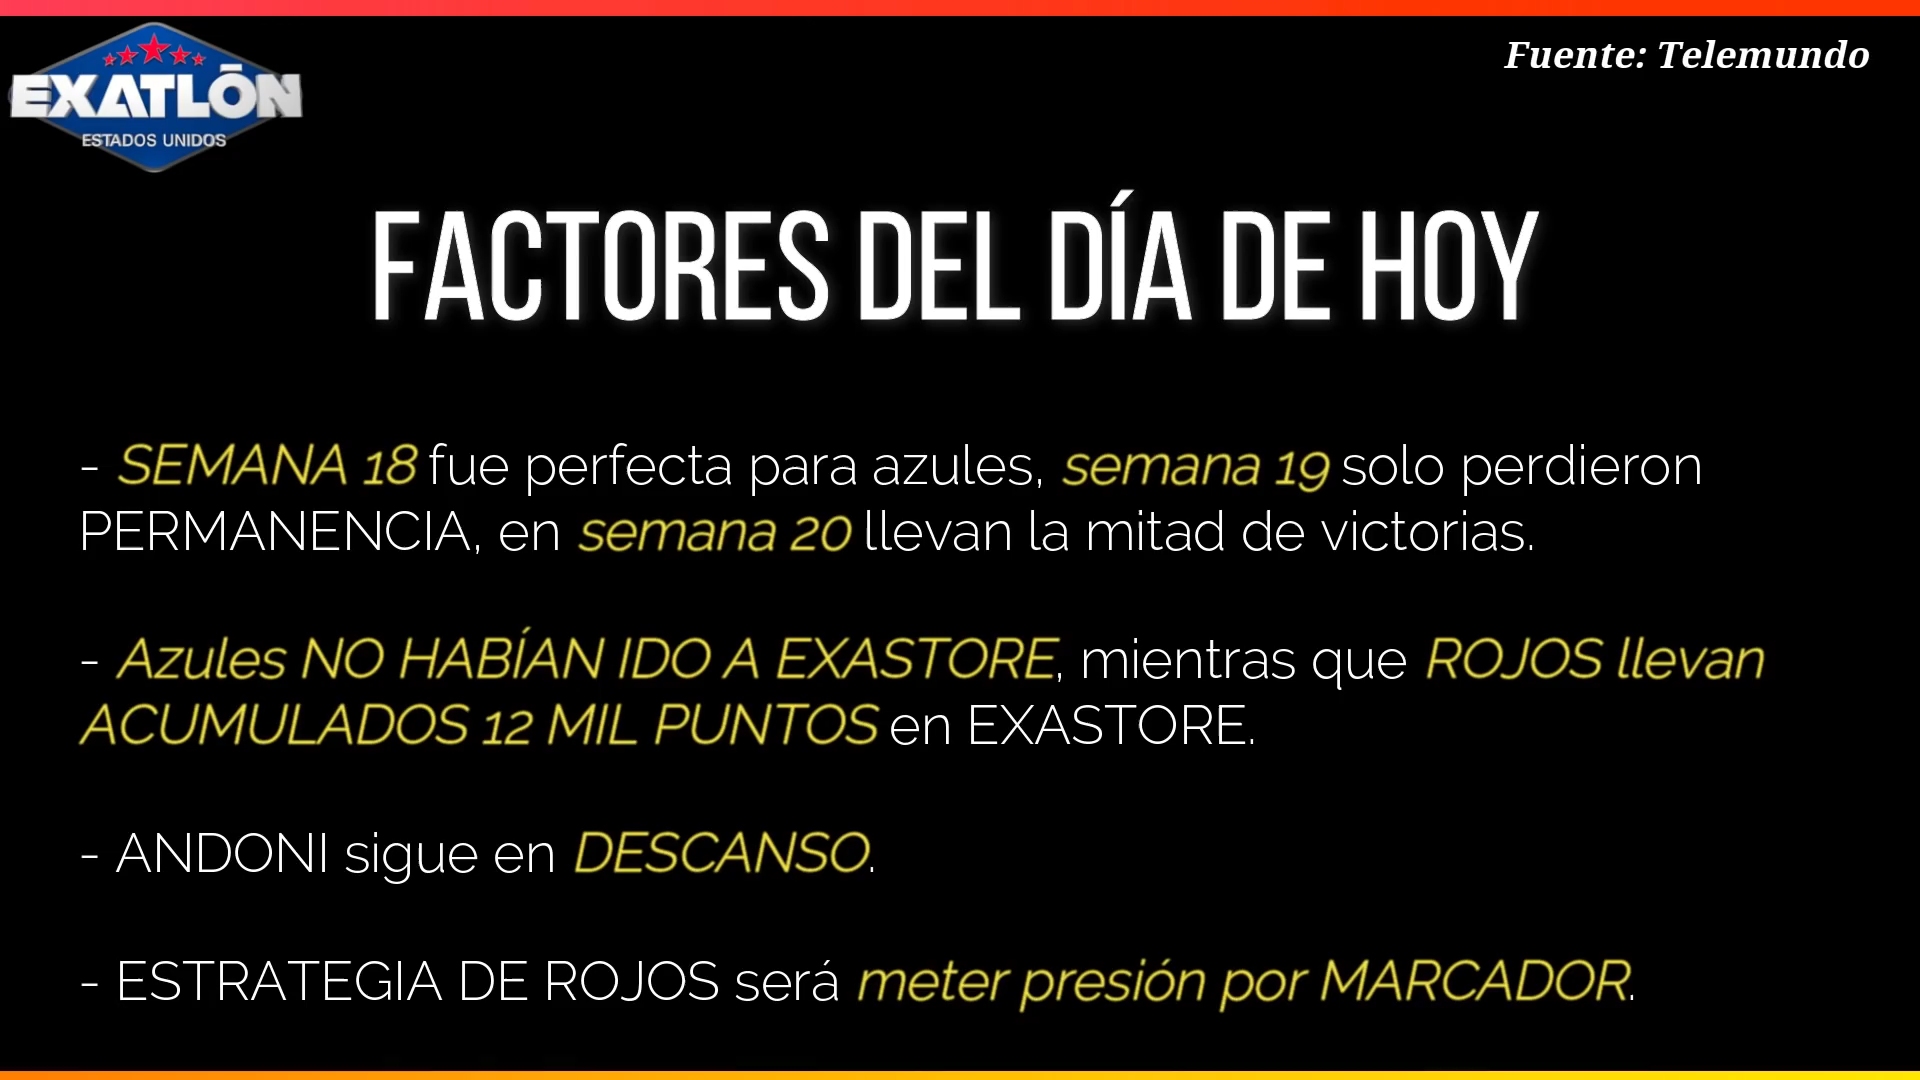 Fuente: Telemundo
EXATLŌN
ESTADOS UNIDOS
FACTORES DEL DÍA DE HOY
- SEMANA 18 fue perfecta para azules, semana 19 solo perdieron
PERMANENCIA, en semana 20 llevan la mitad de victorias.
- Azules NO HABÍAN IDO A EXASTORE, mientras que ROJOS llevan
ACUMULADOS 12 MIL PUNTOS en EXASTORE.
- ANDONI sigue en DESCANSO.
- ESTRATEGIA DE ROJOS será meter presión por MARCADOR.